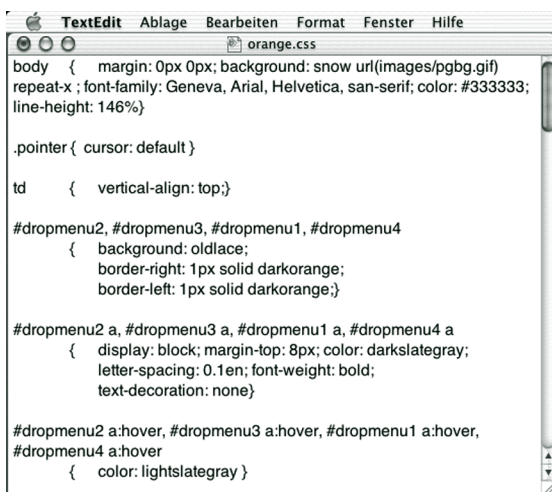 TextEdit Ablage Bearbeiten Format Fenster Hilfe
orange.css
body { margin: 0px 0px; background: snow url(images/pgbg.gif)
repeat-x ; font-family: Geneva, Arial, Helvetica, san-serif; color: #333333;
line-height: 146%}
.pointer { cursor: default }
td { vertical-align: top;}
#dropmenu2, #dropmenu3, #dropmenu1, #dropmenu4
{ background: oldlace;
border-right: 1px solid darkorange;
border-left: 1px solid darkorange;}
#dropmenu2 a, #dropmenu3 a, #dropmenu1 a, #dropmenu4 a
{ display: block; margin-top: 8px; color: darkslategray;
letter-spacing: 0.1en; font-weight: bold;
text-decoration: none}
#dropmenu2 a:hover, #dropmenu3 a:hover, #dropmenu1 a:hover,
#dropmenu4 a:hover
{ color: lightslategray }